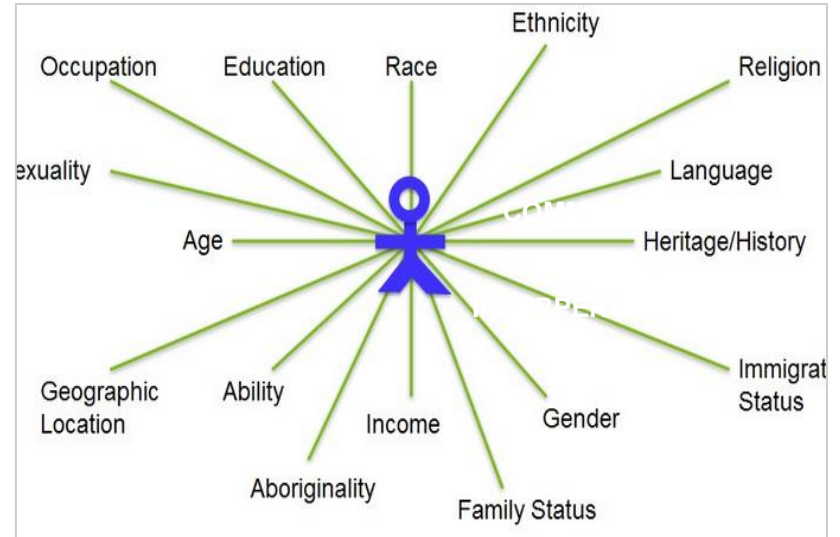 Ethnicity
Occupation
Education
Race
Religion
exuality
Language
Age
Heritage/History
Geographic
Location
Ability
Immigrat
Status
Income
Gender
Aboriginality
Family Status